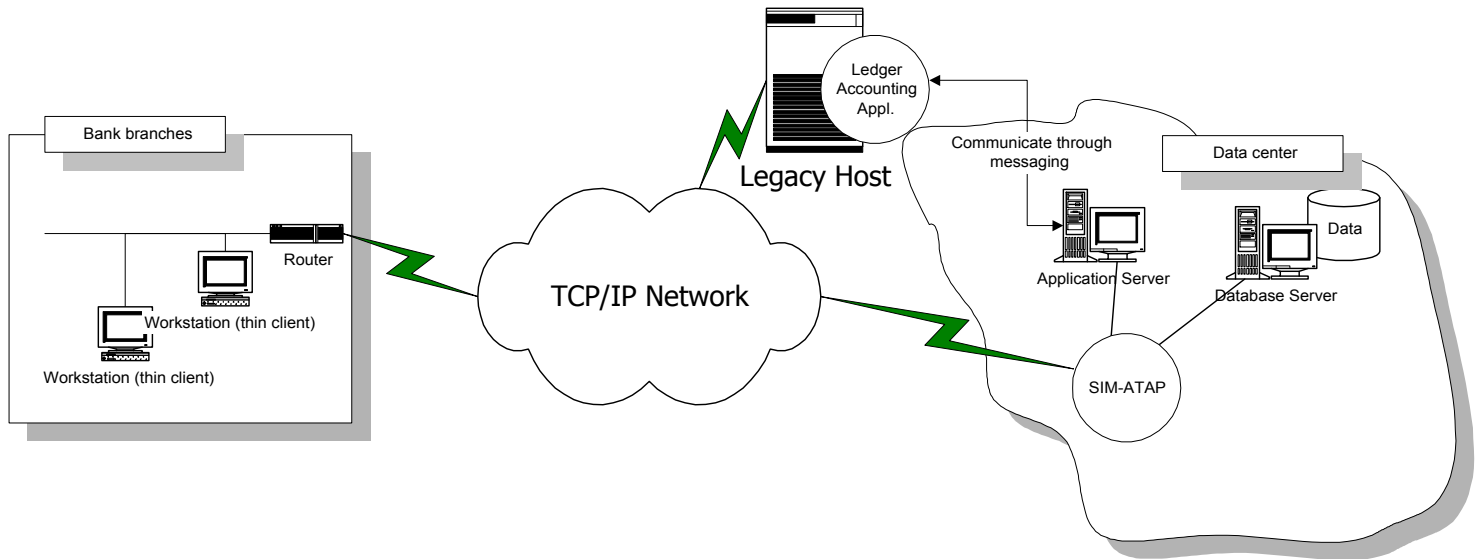 Bank branches
Router
Workstation (thin client)
Workstation (thin client)
TCP/IP Network
Ledger
Accounting
Appl.
Legacy Host
Communicate through
messaging
Data center
Data
Application Server
Database Server
SIM-ATAP